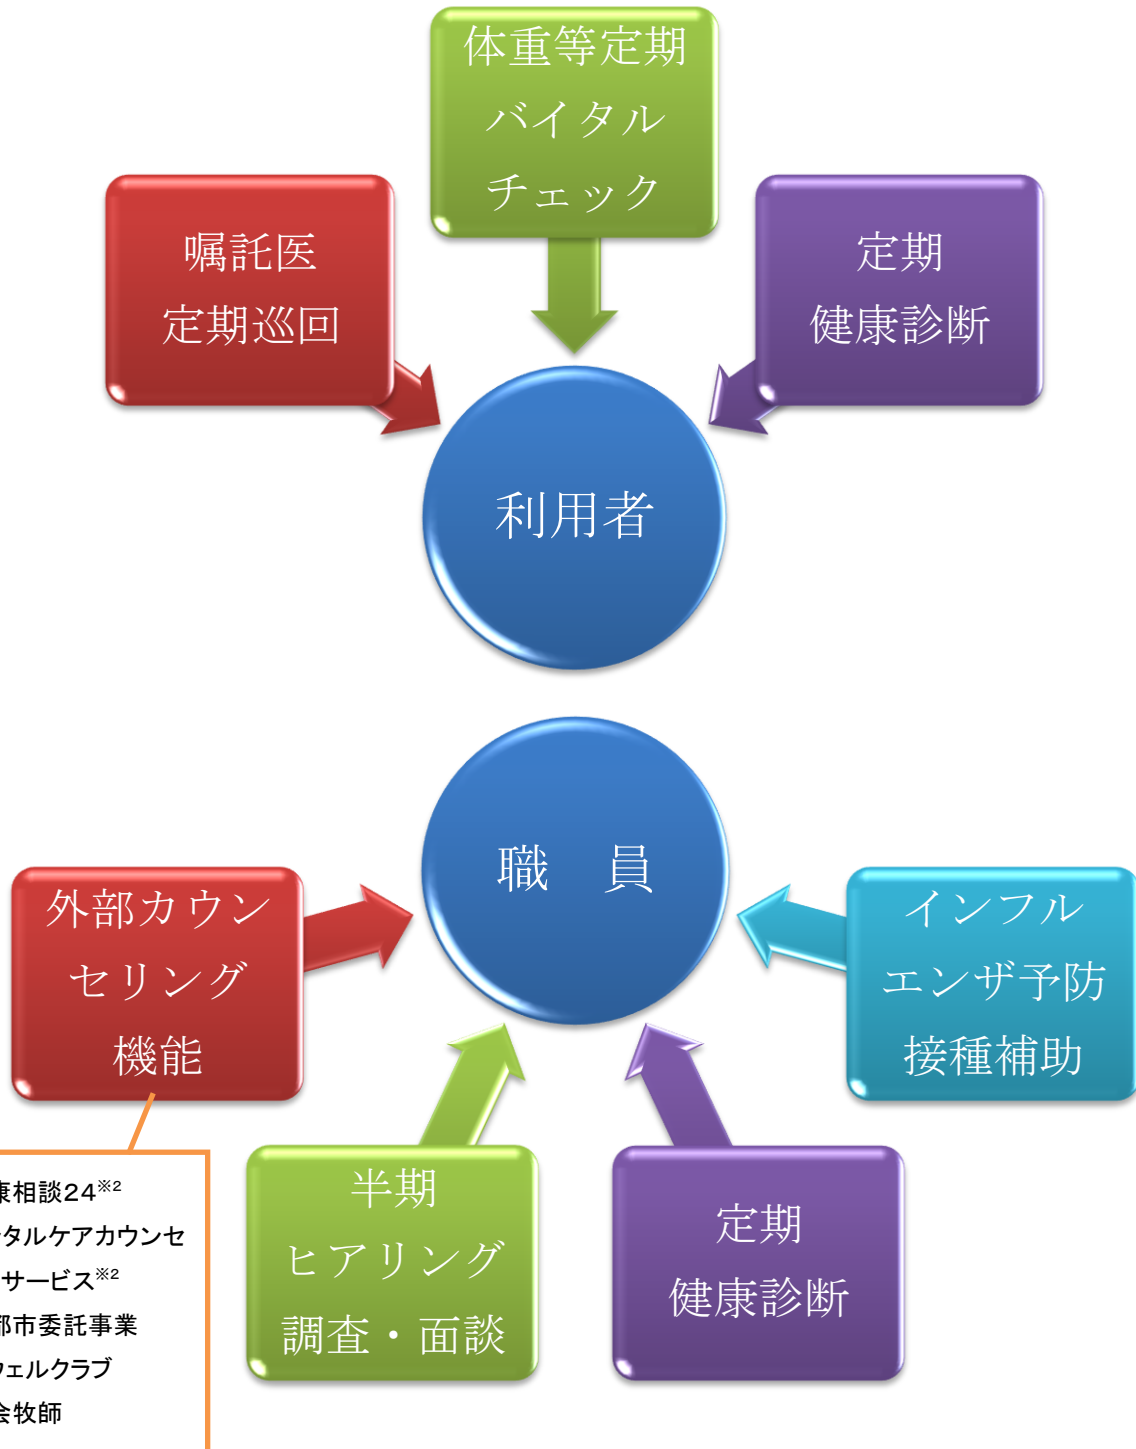 体重等定期
バイタル
チェック
嘱託医
定期巡回
定期
健康診断
利用者
職　員
外部カウン
セリング
機能
インフル
エンザ予防
接種補助
康相談24※2
タルケアカウンセ
サービス※2
都市委託事業
ウェルクラブ
会牧師
半期
ヒアリング
調査・面談
定期
健康診断